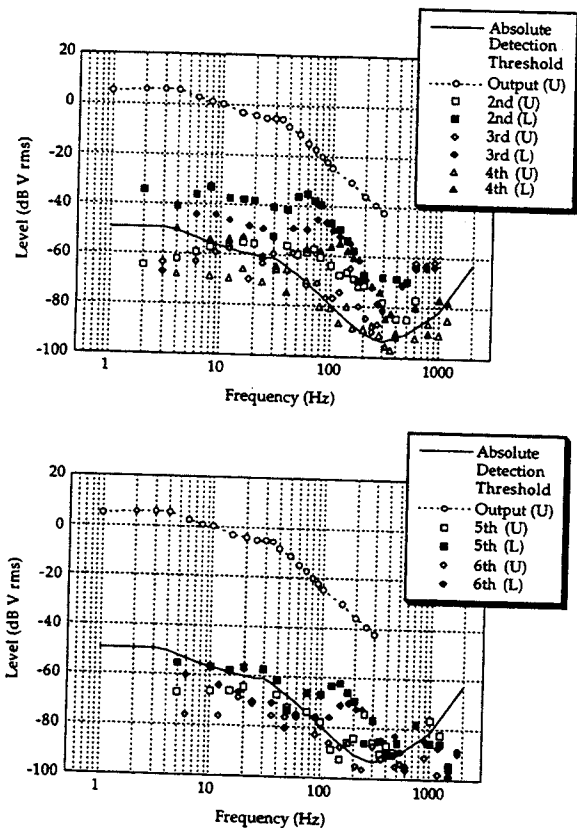 Absolute
Detection
Threshold
Output (U)
2nd (U)
2nd (L)
3rd (U)
3rd (L)
4th (U)
4th (L)
20
0
-20
-40
-60
-80
-100
Level (dB V rms)
1
10
100
1000
Frequency (Hz)
Absolute
Detection
Threshold
Output (U)
5th (U)
5th (L)
6th (U)
6th (L)
20
0
-20
-40
-60
-80
-100
Level (dB V rms)
1
10
100
1000
Frequency (Hz)